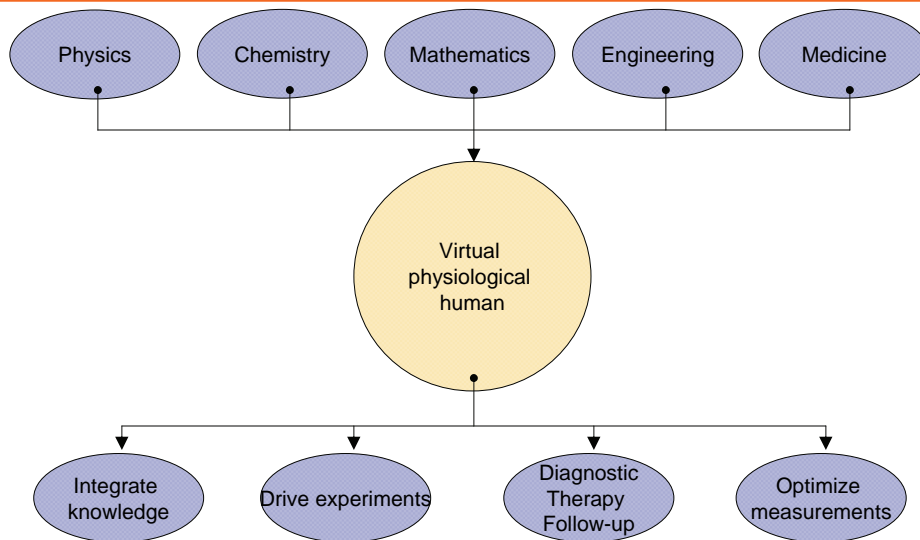 Physics
Chemistry
Mathematics
Engineering
Medicine
Virtual
physiological
human
Integrate
knowledge
Drive experiments
Diagnostic
Therapy
Follow-up
Optimize
measurements